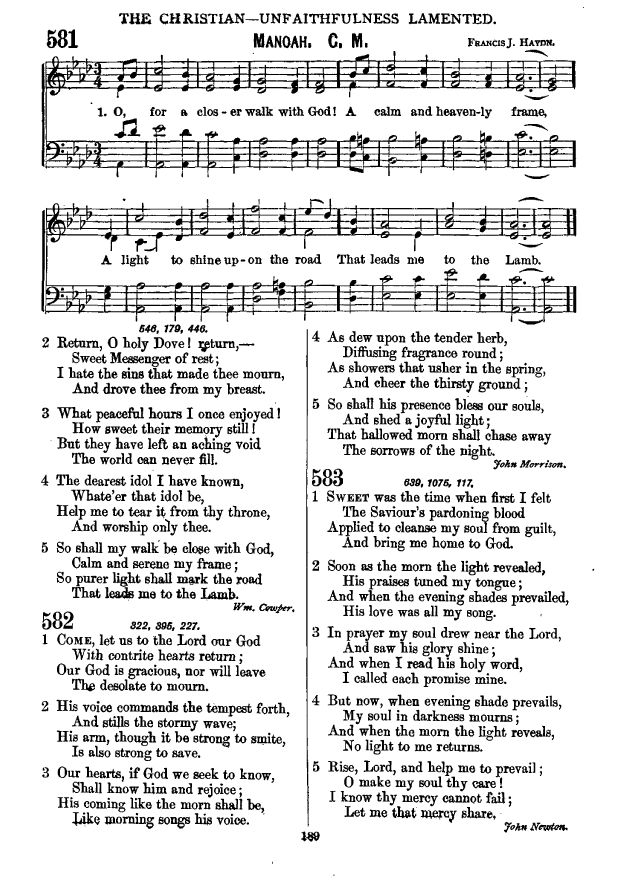 THE CHRISTIAN—UNFAITHFULNESS LAMENTED.
581
MANOAH. C. M.
FRANCIS J. HAYDN.
1. O, for a clos-er walk with God! A calm and heaven-ly frame,
A light to shine up-on the road That leads me to the Lamb.
546, 179, 446.
2 Return, O holy Dove! return,—
Sweet Messenger of rest;
I hate the sins that made thee mourn,
And drove thee from my breast.
3 What peaceful hours I once enjoyed!
How sweet their memory still!
But they have left an aching void
The world can never fill.
4 The dearest idol I have known,
Whate'er that idol be,
Help me to tear it from thy throne,
And worship only thee.
5 So shall my walk be close with God,
Calm and serene my frame;
So purer light shall mark the road
That leads me to the Lamb.
Wm. Cowper.
582
322, 395, 227.
1 COME, let us to the Lord our God
With contrite hearts return;
Our God is gracious, nor will leave
The desolate to mourn.
2 His voice commands the tempest forth,
And stills the stormy wave;
His arm, though it be strong to smite,
Is also strong to save.
3 Our hearts, if God we seek to know,
Shall know him and rejoice;
His coming like the morn shall be,
Like morning songs his voice.
4 As dew upon the tender herb,
Diffusing fragrance round;
As showers that usher in the spring,
And cheer the thirsty ground;
5 So shall his presence bless our souls,
And shed a joyful light;
That hallowed morn shall chase away
The sorrows of the night.
John Morrison.
583
639, 1075, 117.
1 SWEET was the time when first I felt
The Saviour's pardoning blood
Applied to cleanse my soul from guilt,
And bring me home to God.
2 Soon as the morn the light revealed,
His praises tuned my tongue;
And when the evening shades prevailed,
His love was all my song.
3 In prayer my soul drew near the Lord,
And saw his glory shine;
And when I read his holy word,
I called each promise mine.
4 But now, when evening shade prevails,
My soul in darkness mourns;
And when the morn the light reveals,
No light to me returns.
5 Rise, Lord, and help me to prevail;
O make my soul thy care!
I know thy mercy cannot fail;
Let me that mercy share.
John Newton.
189